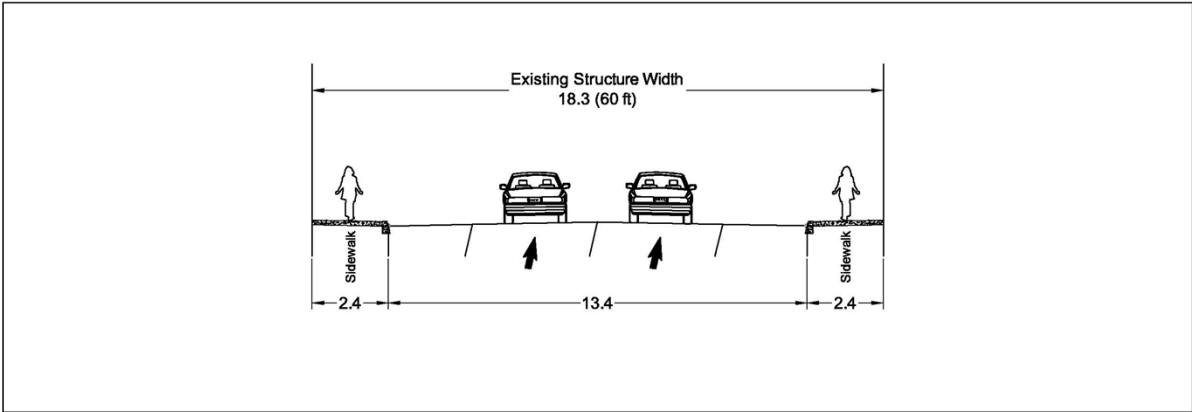 Existing Structure Width
18.3 (60 ft)
Sidewalk
Sidewalk
2.4
13.4
2.4